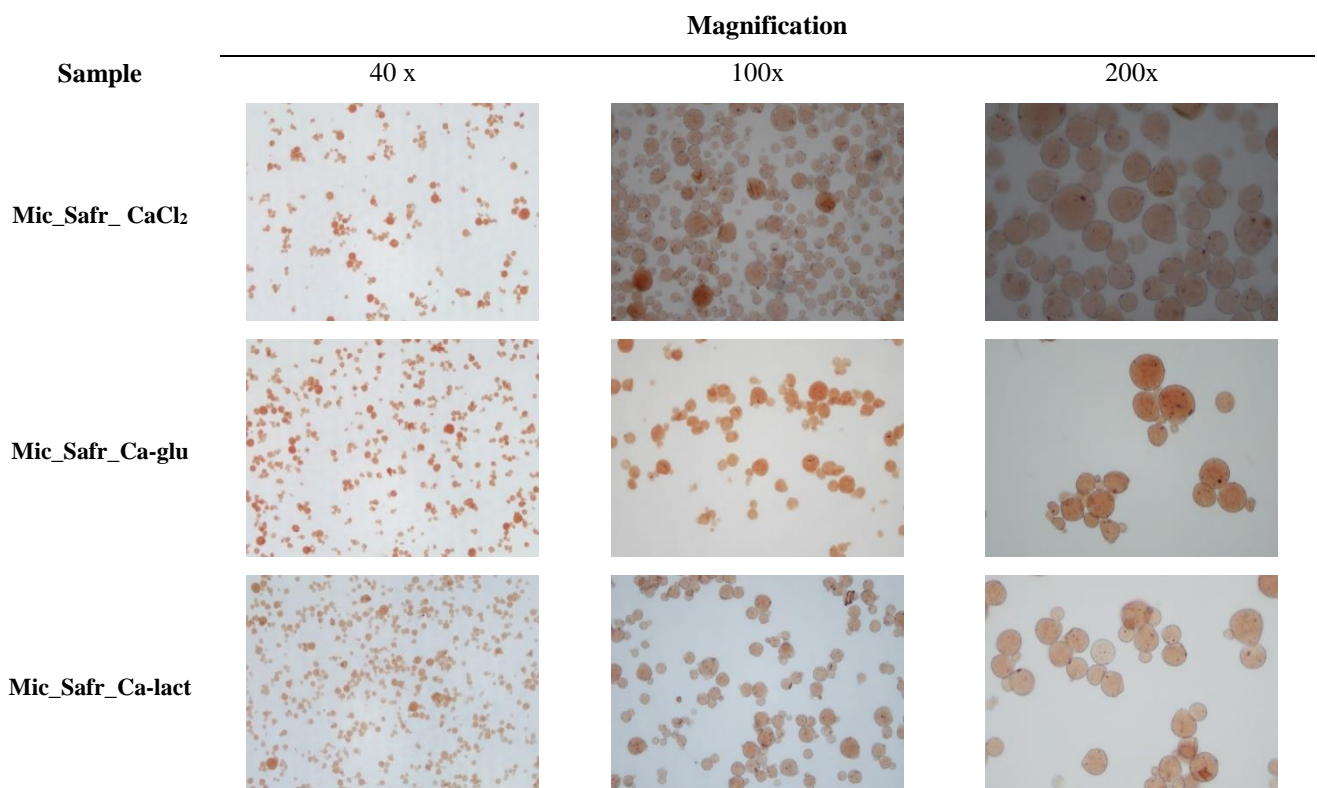 Magnification
Sample 40 x 100x 200x
Mic_Safr_ CaCl₂
Mic_Safr_Ca-glu
Mic_Safr_Ca-lact